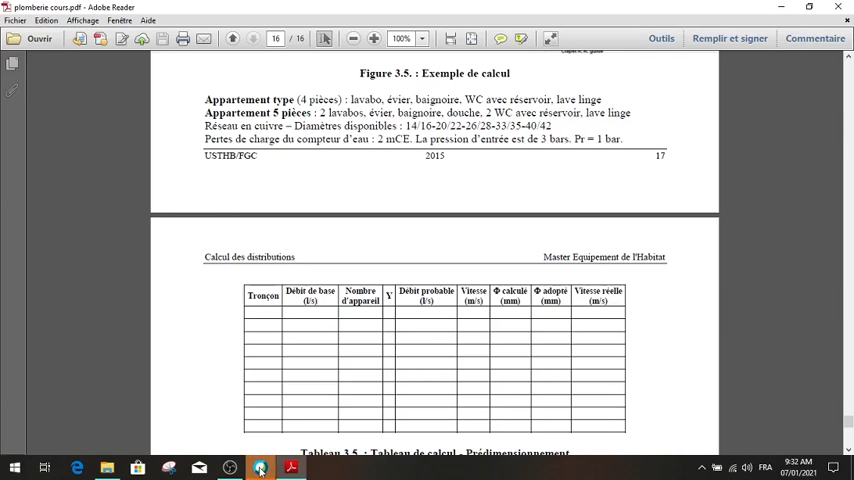 plomberie cours.pdf - Adobe Reader
Fichier Edition Affichage Fenêtre Aide
Ouvrir 16 / 16 100% Outils Remplir et signer Commentaire
Figure 3.5. : Exemple de calcul
Appartement type (4 pièces) : lavabo, évier, baignoire, WC avec réservoir, lave linge
Appartement 5 pièces : 2 lavabos, évier, baignoire, douche, 2 WC avec réservoir, lave linge
Réseau en cuivre – Diamètres disponibles : 14/16-20/22-26/28-33/35-40/42
Pertes de charge du compteur d'eau : 2 mCE. La pression d'entrée est de 3 bars. Pr = 1 bar.
USTHB/FGC 2015 17
Calcul des distributions Master Equipement de l'Habitat
Tronçon Débit de base (l/s) Nombre d'appareil Y Débit probable (l/s) Vitesse (m/s) Φ calculé (mm) Φ adopté (mm) Vitesse réelle (m/s)
Tableau 3.5. : Tableau de calcul - Prédimensionnement
FRA 9:32 AM
07/01/2021